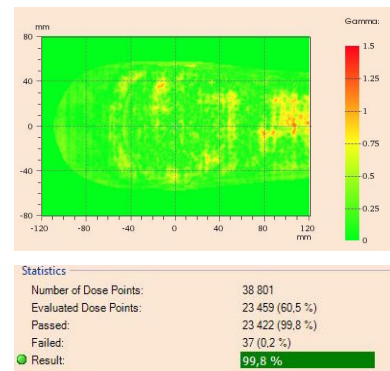 mm
Gamma:
80
40
0
-40
-80
-120 -80 -40 0 40 80 120
mm
1.5
1.25
1
0.75
0.5
0.25
0
Statistics
Number of Dose Points: 38 801
Evaluated Dose Points: 23 459 (60,5 %)
Passed: 23 422 (99,8 %)
Failed: 37 (0,2 %)
Result: 99,8 %